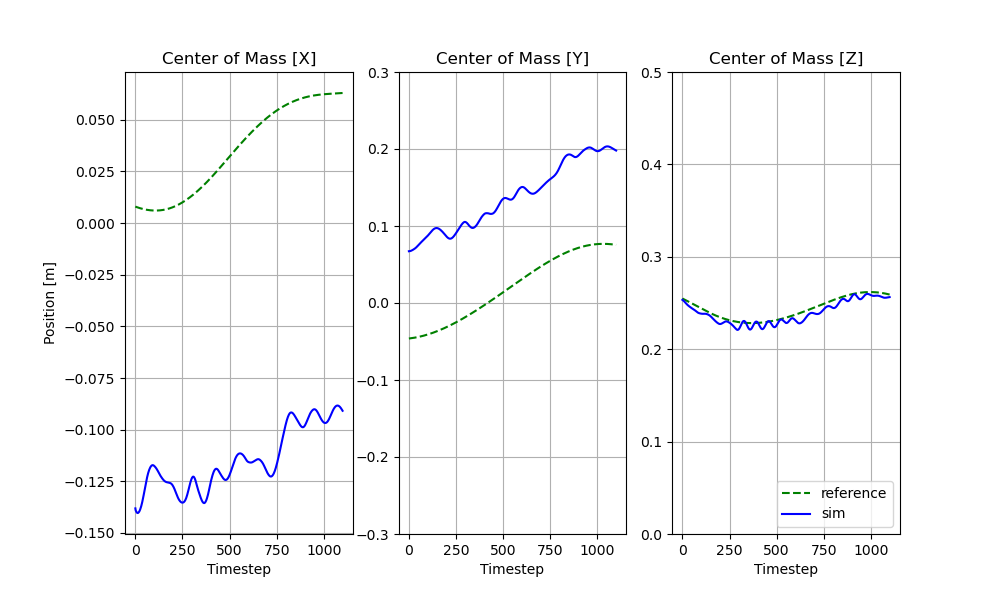 Center of Mass [X]
Center of Mass [Y]
Center of Mass [Z]
Position [m]
0.050
0.025
0.000
−0.025
−0.050
−0.075
−0.100
−0.125
−0.150
0 250 500 750 1000
Timestep
0.3
0.2
0.1
0.0
−0.1
−0.2
−0.3
0 250 500 750 1000
Timestep
0.5
0.4
0.3
0.2
0.1
0.0
0 250 500 750 1000
Timestep
reference
sim